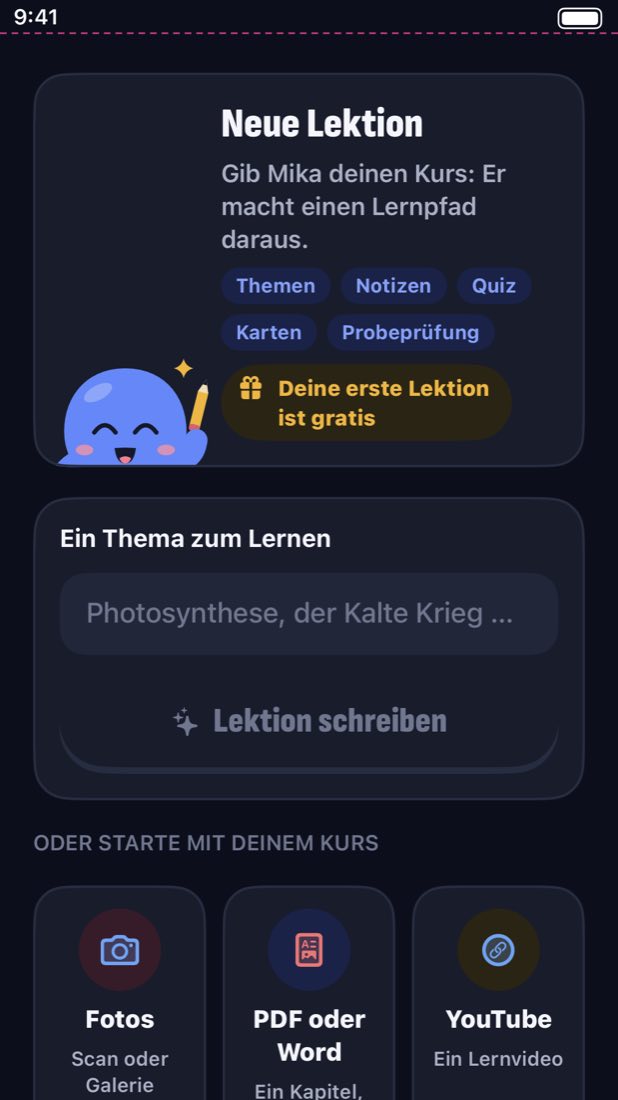 9:41
Neue Lektion
Gib Mika deinen Kurs: Er
macht einen Lernpfad
daraus.
Themen
Notizen
Quiz
Karten
Probeprüfung
Deine erste Lektion
ist gratis
Ein Thema zum Lernen
Photosynthese, der Kalte Krieg ...
Lektion schreiben
ODER STARTE MIT DEINEM KURS
Fotos
Scan oder
Galerie
PDF oder
Word
Ein Kapitel,
YouTube
Ein Lernvideo